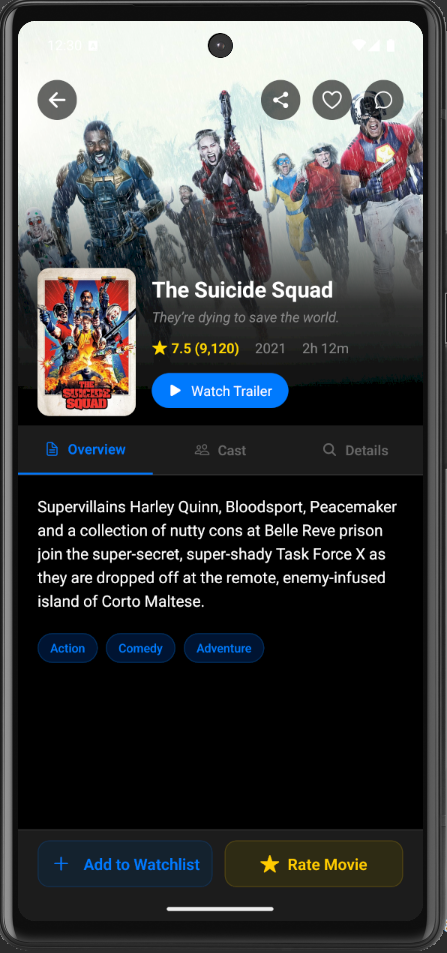 12:30
The Suicide Squad
They're dying to save the world.
7.5 (9,120) 2021 2h 12m
THE
SUICIDE
SQUAD
Watch Trailer
Overview Cast Details
Supervillains Harley Quinn, Bloodsport, Peacemaker
and a collection of nutty cons at Belle Reve prison
join the super-secret, super-shady Task Force X as
they are dropped off at the remote, enemy-infused
island of Corto Maltese.
Action Comedy Adventure
Add to Watchlist Rate Movie